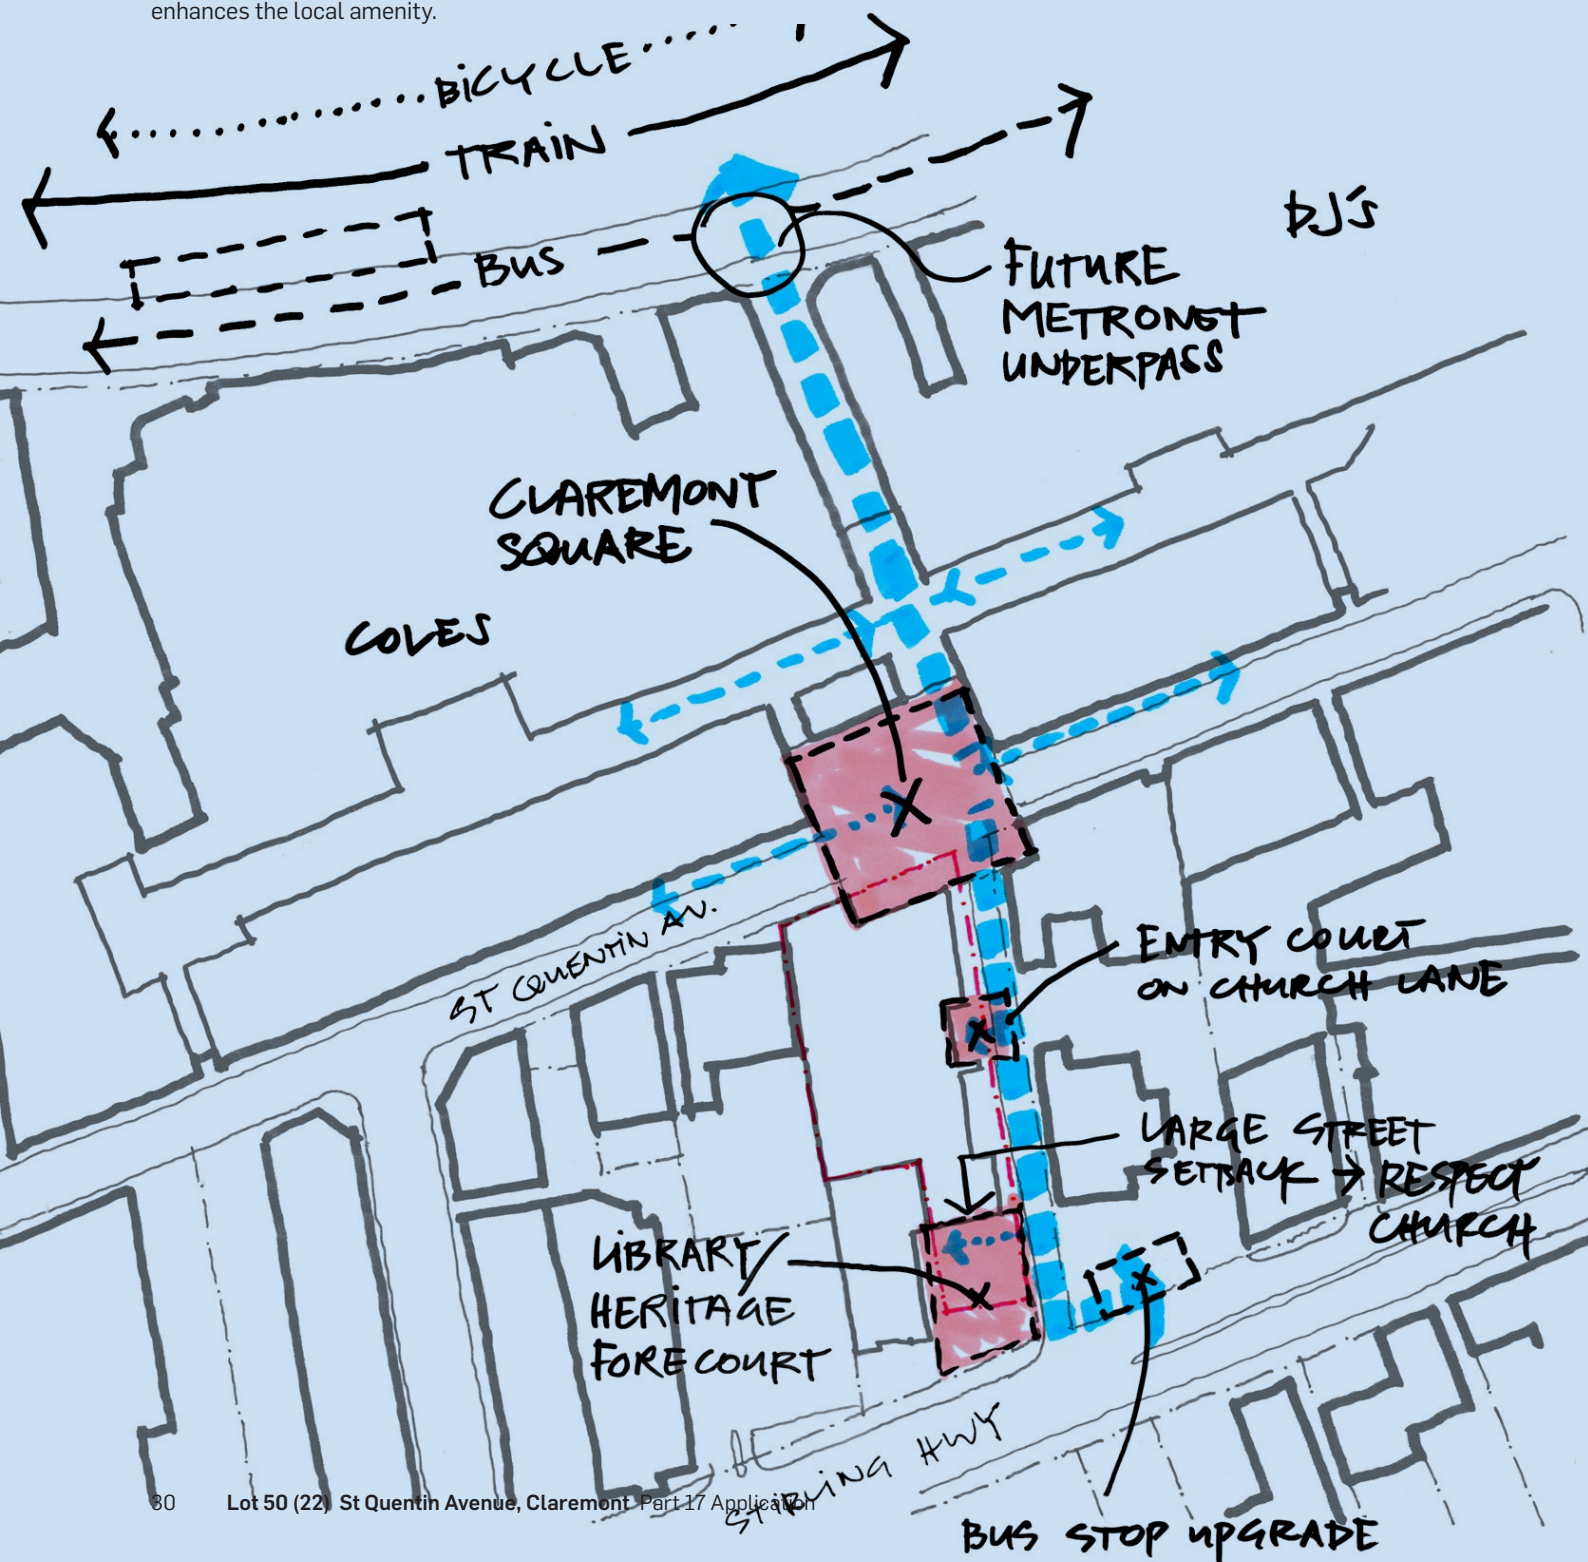 enhances the local amenity.
BICYCLE
TRAIN
BUS
DJ's
FUTURE
METRONET
UNDERPASS
CLAREMONT
SQUARE
COLES
ST QUENTIN AV.
ENTRY COURT
ON CHURCH LANE
LARGE STREET
SETBACK → RESPECT
CHURCH
LIBRARY/
HERITAGE
FORECOURT
STIRLING HWY
30 Lot 50 (22) St Quentin Avenue, Claremont Part 17 Application
BUS STOP UPGRADE